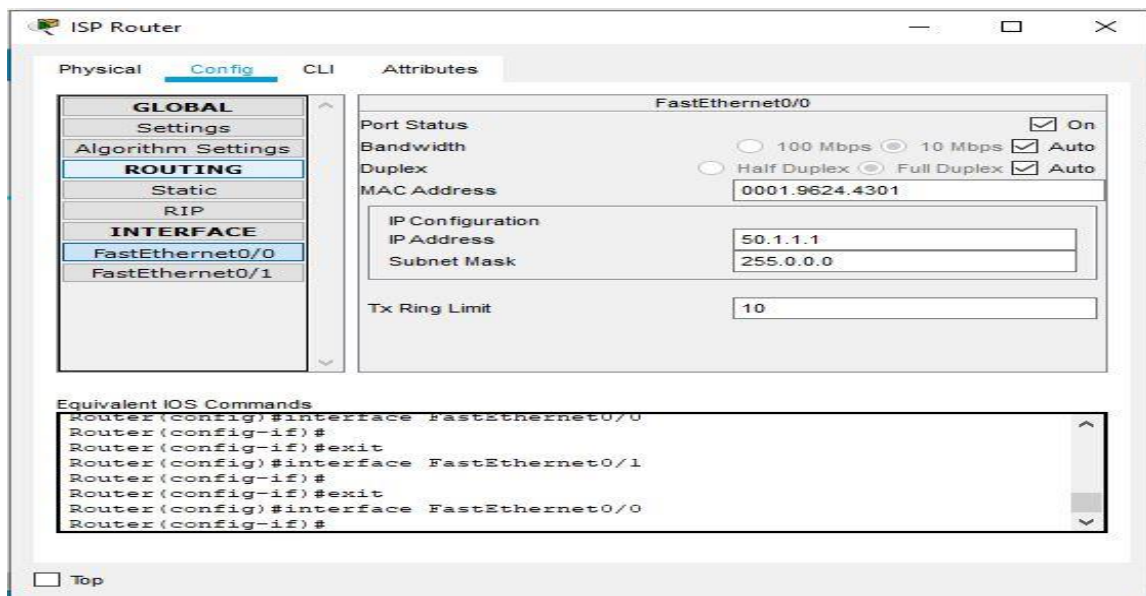 ISP Router
Physical Config CLI Attributes
GLOBAL
Settings
Algorithm Settings
ROUTING
Static
RIP
INTERFACE
FastEthernet0/0
FastEthernet0/1
FastEthernet0/0
Port Status On
Bandwidth 100 Mbps 10 Mbps Auto
Duplex Half Duplex Full Duplex Auto
MAC Address 0001.9624.4301
IP Configuration
IP Address 50.1.1.1
Subnet Mask 255.0.0.0
Tx Ring Limit 10
Equivalent IOS Commands
Router(config)#interface FastEthernet0/0
Router(config-if)#
Router(config-if)#exit
Router(config)#interface FastEthernet0/1
Router(config-if)#
Router(config-if)#exit
Router(config)#interface FastEthernet0/0
Router(config-if)#
Top